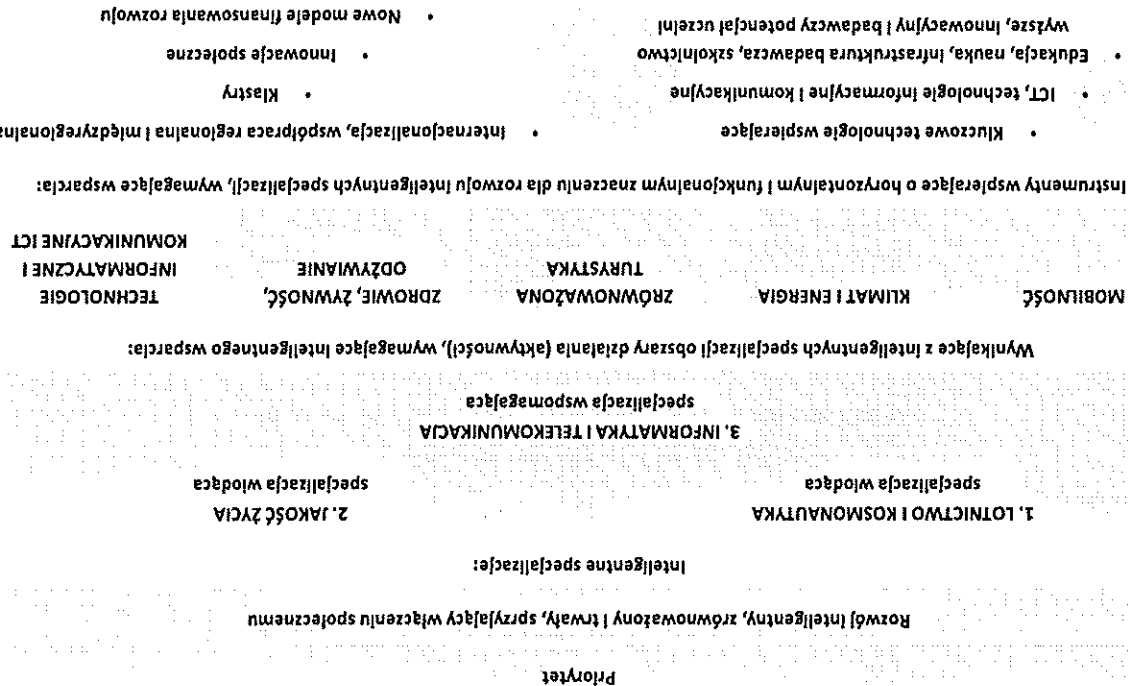 Priorytet
Rozwój inteligentny, zrównoważony i trwały, sprzyjający włączeniu społecznemu
Inteligentne specjalizacje:
1. LOTNICTWO I KOSMONAUTYKA
specjalizacja wiodąca
2. JAKOŚĆ ŻYCIA
specjalizacja wiodąca
3. INFORMATYKA I TELEKOMUNIKACJA
specjalizacja wspomagająca
Wynikające z inteligentnych specjalizacji obszary działania (aktywności), wymagające inteligentnego wsparcia:
MOBILNOŚĆ
KLIMAT I ENERGIA
ZRÓWNOWAŻONA
TURYSTYKA
ZDROWIE, ŻYWNOŚĆ,
ODŻYWIANIE
TECHNOLOGIE
INFORMATYCZNE I
KOMUNIKACYJNE ICT
Instrumenty wspierające o horyzontalnym i funkcjonalnym znaczeniu dla rozwoju inteligentnych specjalizacji, wymagające wsparcia:
• Kluczowe technologie wspierające
• ICT, technologie informacyjne i komunikacyjne
• Edukacja, nauka, infrastruktura badawcza, szkolnictwo
wyższe, innowacyjny i badawczy potencjał uczelni
• Internacjonalizacja, współpraca regionalna i międzyregionalna
• Klastry
• Innowacje społeczne
• Nowe modele finansowania rozwoju